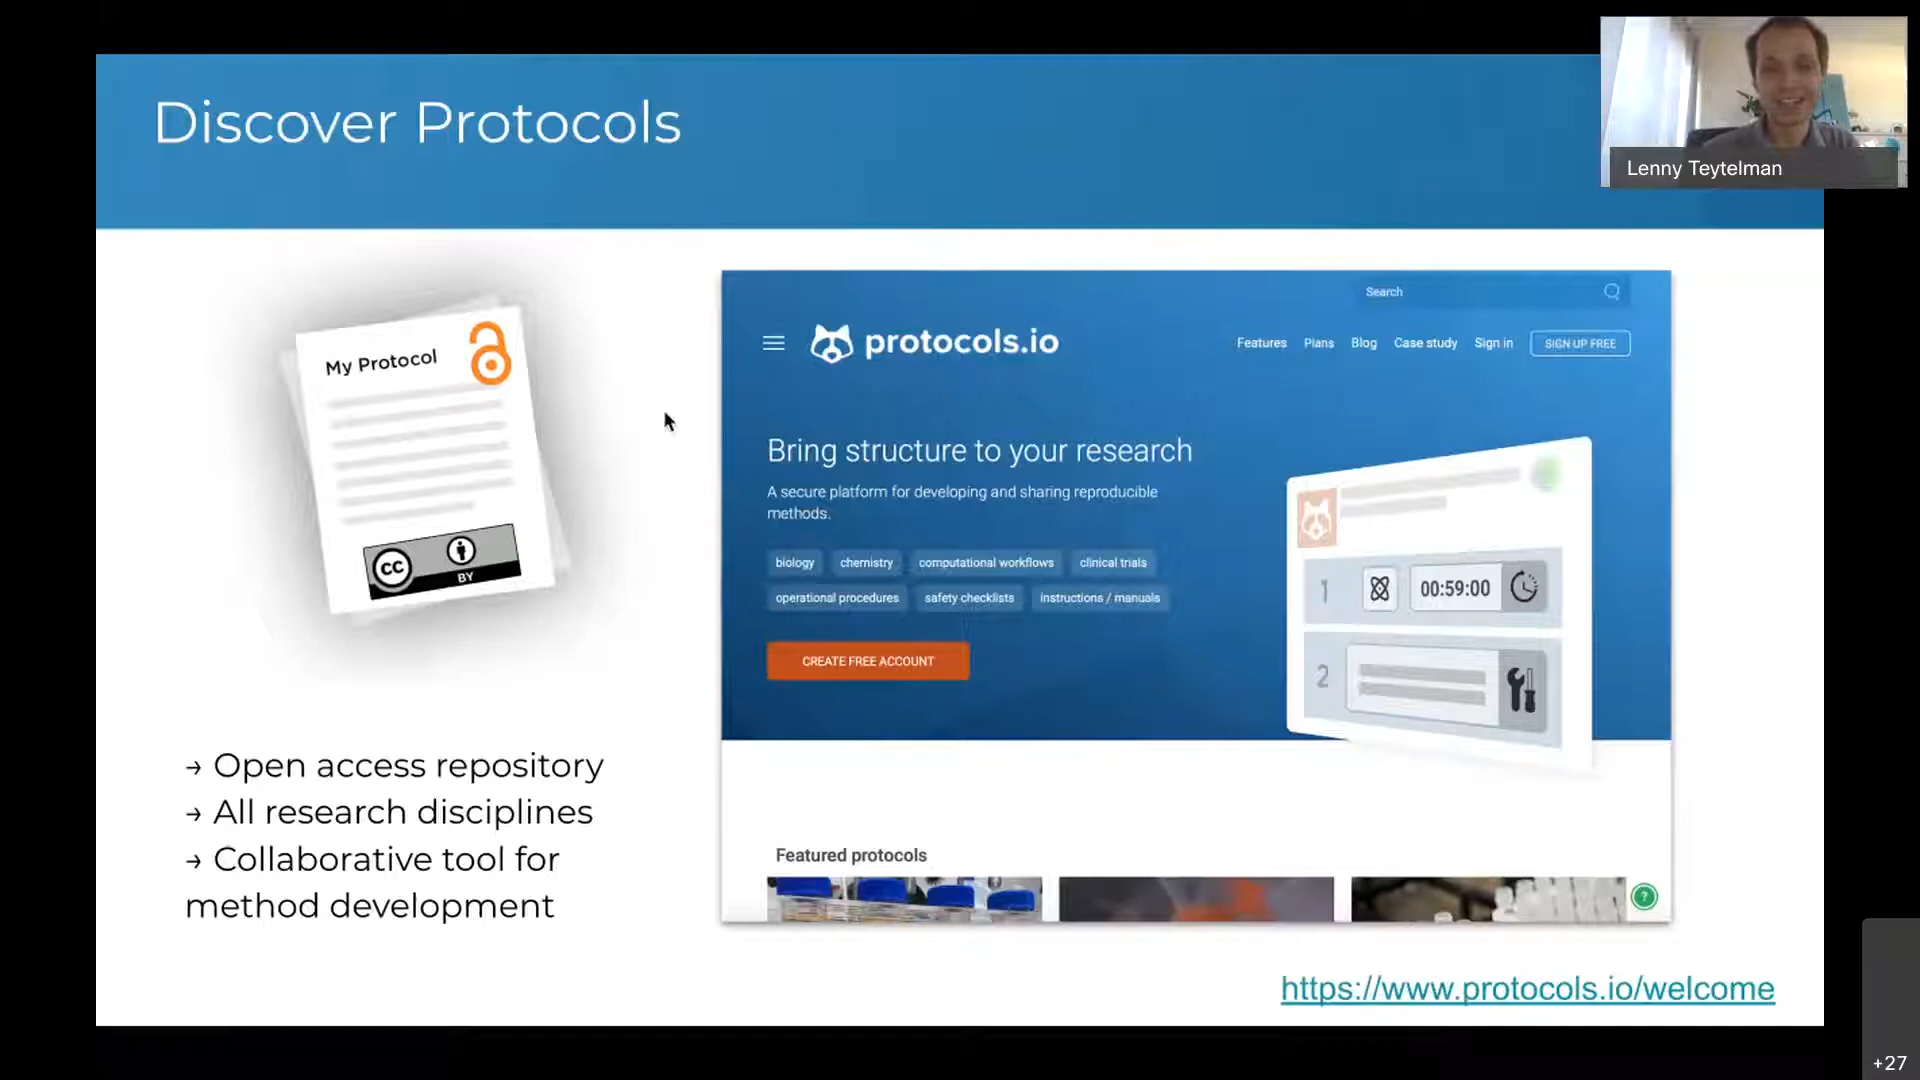 Discover Protocols
Lenny Teytelman
My Protocol
CC
BY
→ Open access repository
→ All research disciplines
→ Collaborative tool for
method development
Search
protocols.io
Features Plans Blog Case study Sign in SIGN UP FREE
Bring structure to your research
A secure platform for developing and sharing reproducible
methods.
biology chemistry computational workflows clinical trials
operational procedures safety checklists instructions / manuals
CREATE FREE ACCOUNT
1 00:59:00
2
Featured protocols
?
https://www.protocols.io/welcome
+27